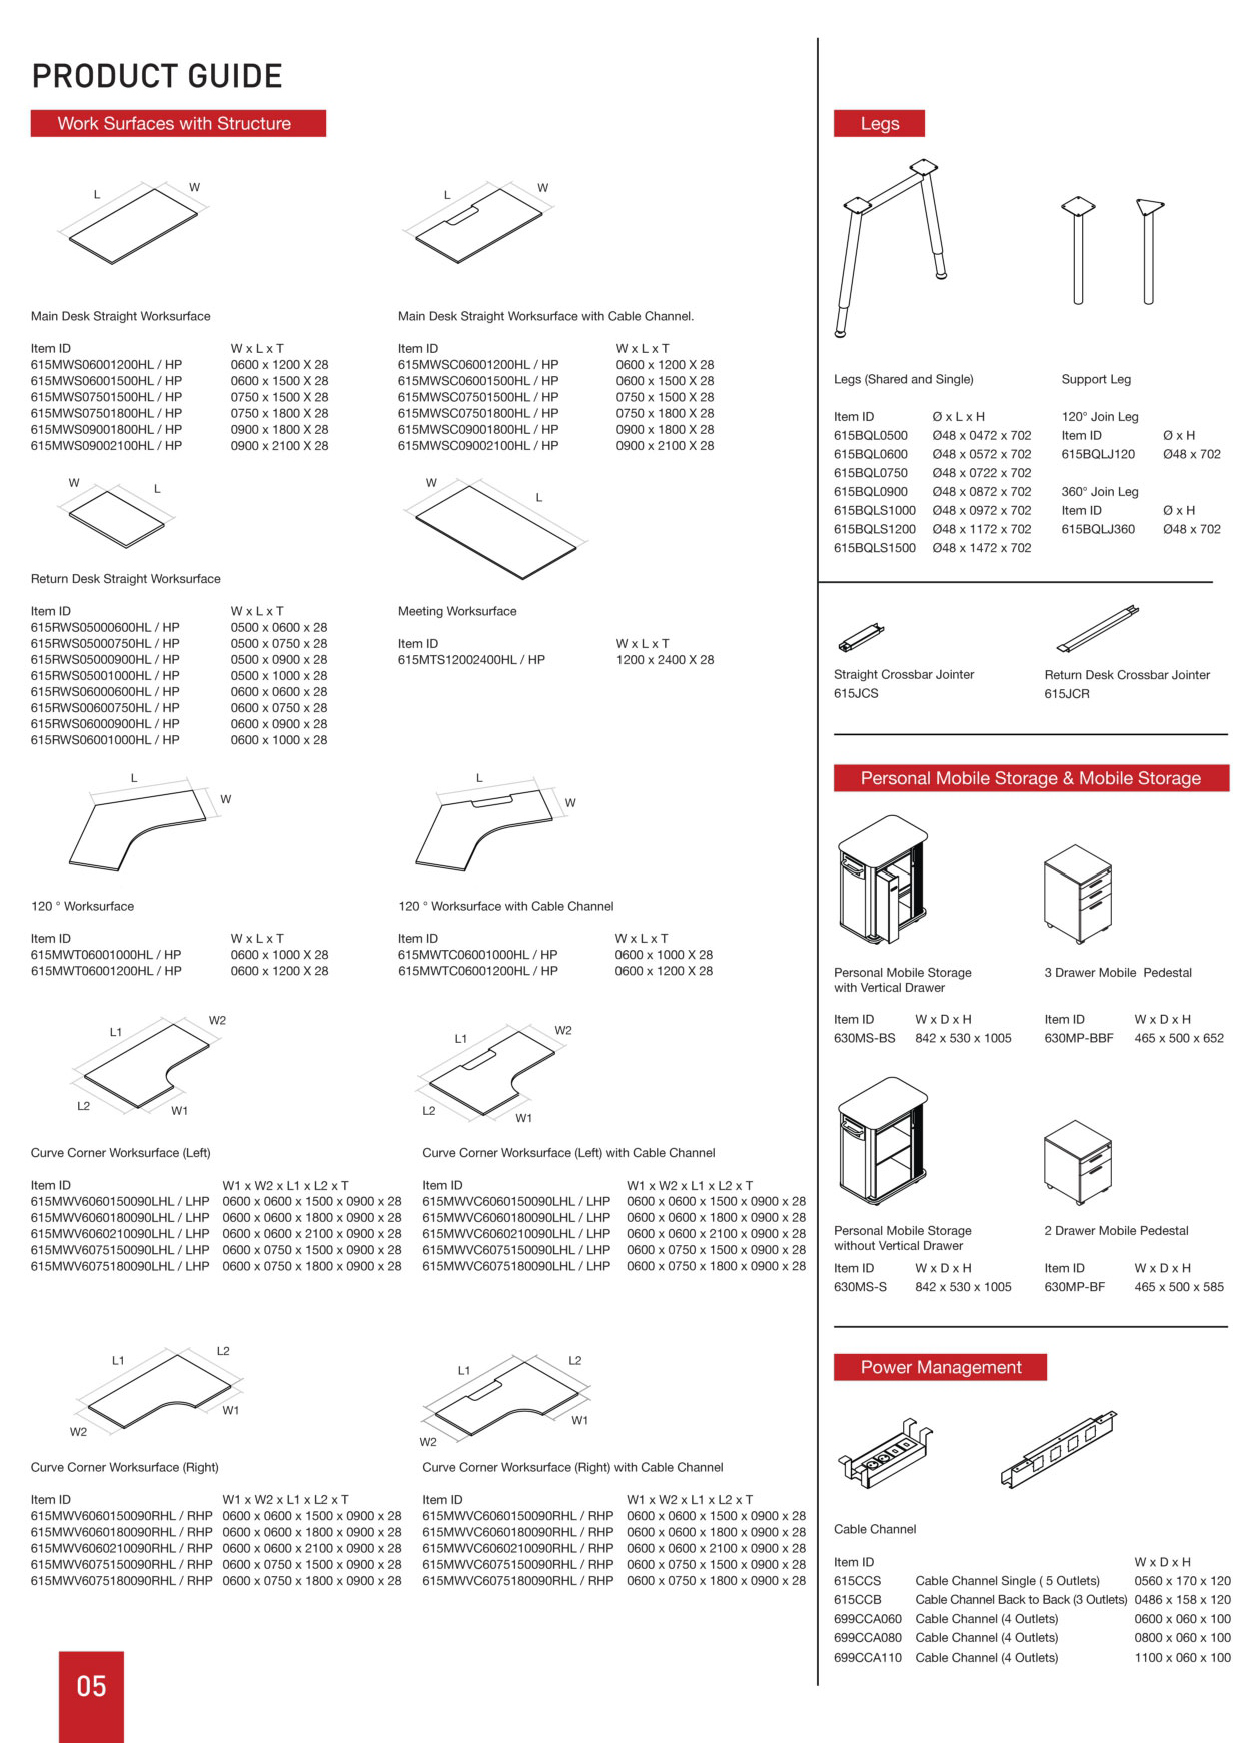 PRODUCT GUIDE
Work Surfaces with Structure
L
W
L
W
Main Desk Straight Worksurface
Item ID W x L x T
615MWS06001200HL / HP 0600 x 1200 X 28
615MWS06001500HL / HP 0600 x 1500 X 28
615MWS07501500HL / HP 0750 x 1500 X 28
615MWS07501800HL / HP 0750 x 1800 X 28
615MWS09001800HL / HP 0900 x 1800 X 28
615MWS09002100HL / HP 0900 x 2100 X 28
Main Desk Straight Worksurface with Cable Channel.
Item ID W x L x T
615MWSC06001200HL / HP 0600 x 1200 X 28
615MWSC06001500HL / HP 0600 x 1500 X 28
615MWSC07501500HL / HP 0750 x 1500 X 28
615MWSC07501800HL / HP 0750 x 1800 X 28
615MWSC09001800HL / HP 0900 x 1800 X 28
615MWSC09002100HL / HP 0900 x 2100 X 28
W
L
W
L
Return Desk Straight Worksurface
Item ID W x L x T
615RWS05000600HL / HP 0500 x 0600 x 28
615RWS05000750HL / HP 0500 x 0750 x 28
615RWS05000900HL / HP 0500 x 0900 x 28
615RWS05001000HL / HP 0500 x 1000 x 28
615RWS06000600HL / HP 0600 x 0600 x 28
615RWS00600750HL / HP 0600 x 0750 x 28
615RWS06000900HL / HP 0600 x 0900 x 28
615RWS06001000HL / HP 0600 x 1000 x 28
Meeting Worksurface
Item ID W x L x T
615MTS12002400HL / HP 1200 x 2400 X 28
L
W
L
W
120 ° Worksurface
Item ID W x L x T
615MWT06001000HL / HP 0600 x 1000 X 28
615MWT06001200HL / HP 0600 x 1200 X 28
120 ° Worksurface with Cable Channel
Item ID W x L x T
615MWTC06001000HL / HP 0600 x 1000 X 28
615MWTC06001200HL / HP 0600 x 1200 X 28
L1
W2
L2
W1
L1
W2
L2
W1
Curve Corner Worksurface (Left)
Item ID W1 x W2 x L1 x L2 x T
615MWV6060150090LHL / LHP 0600 x 0600 x 1500 x 0900 x 28
615MWV6060180090LHL / LHP 0600 x 0600 x 1800 x 0900 x 28
615MWV6060210090LHL / LHP 0600 x 0600 x 2100 x 0900 x 28
615MWV6075150090LHL / LHP 0600 x 0750 x 1500 x 0900 x 28
615MWV6075180090LHL / LHP 0600 x 0750 x 1800 x 0900 x 28
Curve Corner Worksurface (Left) with Cable Channel
Item ID W1 x W2 x L1 x L2 x T
615MWVC6060150090LHL / LHP 0600 x 0600 x 1500 x 0900 x 28
615MWVC6060180090LHL / LHP 0600 x 0600 x 1800 x 0900 x 28
615MWVC6060210090LHL / LHP 0600 x 0600 x 2100 x 0900 x 28
615MWVC6075150090LHL / LHP 0600 x 0750 x 1500 x 0900 x 28
615MWVC6075180090LHL / LHP 0600 x 0750 x 1800 x 0900 x 28
L1
L2
W1
W2
L1
L2
W1
W2
Curve Corner Worksurface (Right)
Item ID W1 x W2 x L1 x L2 x T
615MWV6060150090RHL / RHP 0600 x 0600 x 1500 x 0900 x 28
615MWV6060180090RHL / RHP 0600 x 0600 x 1800 x 0900 x 28
615MWV6060210090RHL / RHP 0600 x 0600 x 2100 x 0900 x 28
615MWV6075150090RHL / RHP 0600 x 0750 x 1500 x 0900 x 28
615MWV6075180090RHL / RHP 0600 x 0750 x 1800 x 0900 x 28
Curve Corner Worksurface (Right) with Cable Channel
Item ID W1 x W2 x L1 x L2 x T
615MWVC6060150090RHL / RHP 0600 x 0600 x 1500 x 0900 x 28
615MWVC6060180090RHL / RHP 0600 x 0600 x 1800 x 0900 x 28
615MWVC6060210090RHL / RHP 0600 x 0600 x 2100 x 0900 x 28
615MWVC6075150090RHL / RHP 0600 x 0750 x 1500 x 0900 x 28
615MWVC6075180090RHL / RHP 0600 x 0750 x 1800 x 0900 x 28
05
Legs
Legs (Shared and Single)
Item ID Ø x L x H
615BQL0500 Ø48 x 0472 x 702
615BQL0600 Ø48 x 0572 x 702
615BQL0750 Ø48 x 0722 x 702
615BQL0900 Ø48 x 0872 x 702
615BQLS1000 Ø48 x 0972 x 702
615BQLS1200 Ø48 x 1172 x 702
615BQLS1500 Ø48 x 1472 x 702
Support Leg
120° Join Leg
Item ID Ø x H
615BQLJ120 Ø48 x 702
360° Join Leg
Item ID Ø x H
615BQLJ360 Ø48 x 702
Straight Crossbar Jointer
615JCS
Return Desk Crossbar Jointer
615JCR
Personal Mobile Storage & Mobile Storage
Personal Mobile Storage
with Vertical Drawer
Item ID W x D x H
630MS-BS 842 x 530 x 1005
3 Drawer Mobile Pedestal
Item ID W x D x H
630MP-BBF 465 x 500 x 652
Personal Mobile Storage
without Vertical Drawer
Item ID W x D x H
630MS-S 842 x 530 x 1005
2 Drawer Mobile Pedestal
Item ID W x D x H
630MP-BF 465 x 500 x 585
Power Management
Cable Channel
Item ID W x D x H
615CCS Cable Channel Single ( 5 Outlets) 0560 x 170 x 120
615CCB Cable Channel Back to Back (3 Outlets) 0486 x 158 x 120
699CCA060 Cable Channel (4 Outlets) 0600 x 060 x 100
699CCA080 Cable Channel (4 Outlets) 0800 x 060 x 100
699CCA110 Cable Channel (4 Outlets) 1100 x 060 x 100